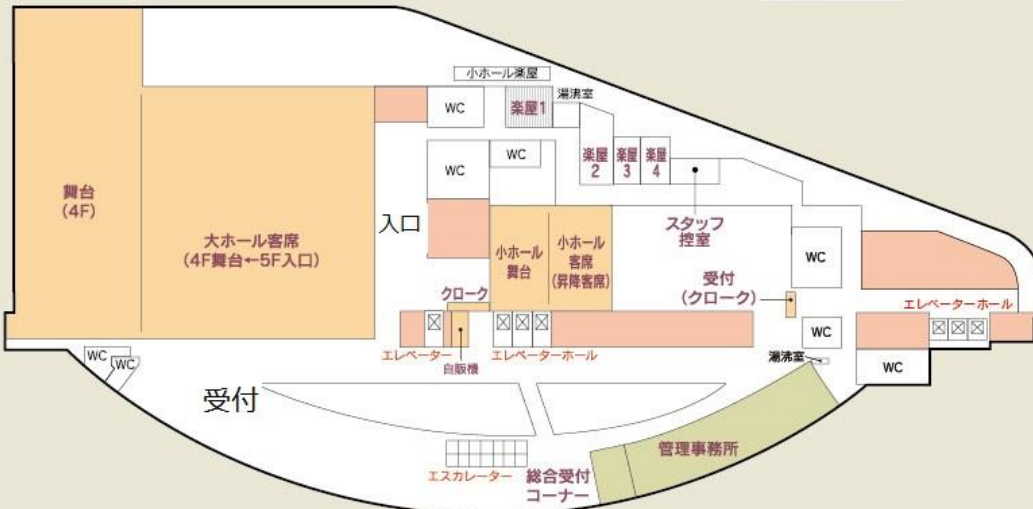 小ホール楽屋
WC
楽屋1
湯沸室
WC
WC
楽屋
2
楽屋
3
楽屋
4
スタッフ
控室
舞台
(4F)
大ホール客席
(4F舞台←5F入口)
入口
小ホール
舞台
小ホール
客席
(昇降客席)
WC
受付
(クローク)
クローク
エレベーターホール
エレベーター
自販機
エレベーターホール
WC
湯沸室
WC
WC
WC
受付
管理事務所
エスカレーター
総合受付
コーナー